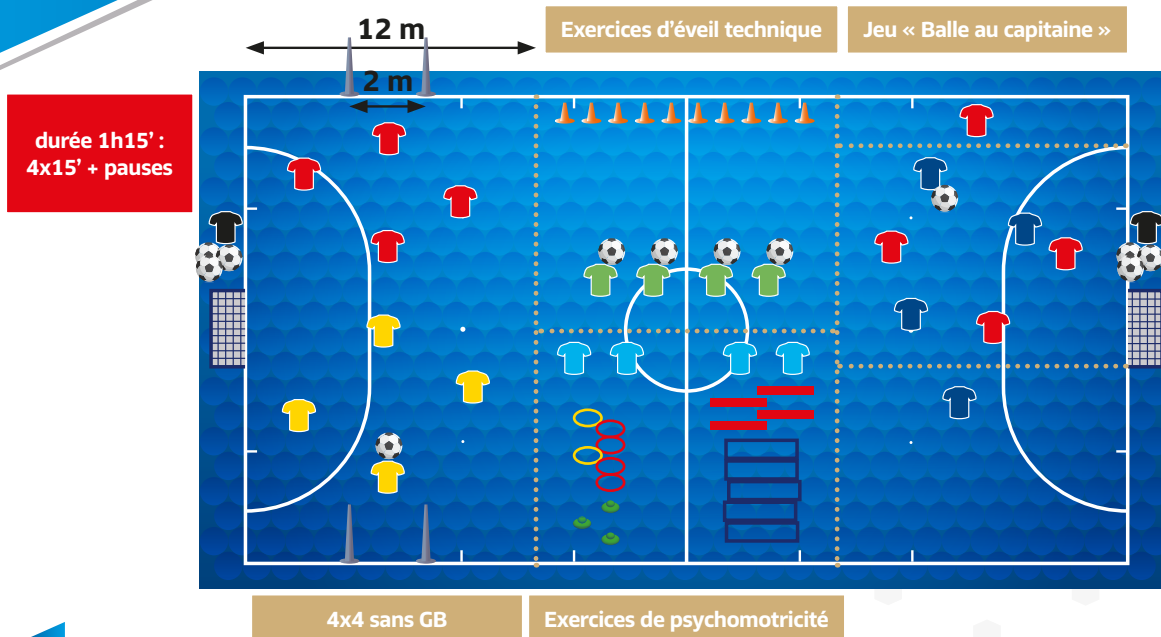 12 m
Exercices d'éveil technique
Jeu « Balle au capitaine »
2 m
durée 1h15’ :
4x15’ + pauses
4x4 sans GB
Exercices de psychomotricité